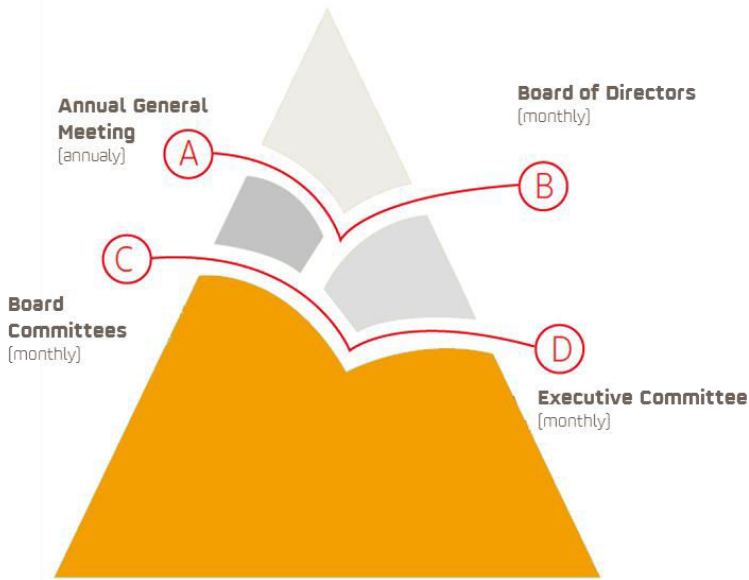 Annual General
Meeting
(annualy)
A
Board of Directors
(monthly)
B
C
Board
Committees
(monthly)
D
Executive Committee
(monthly)